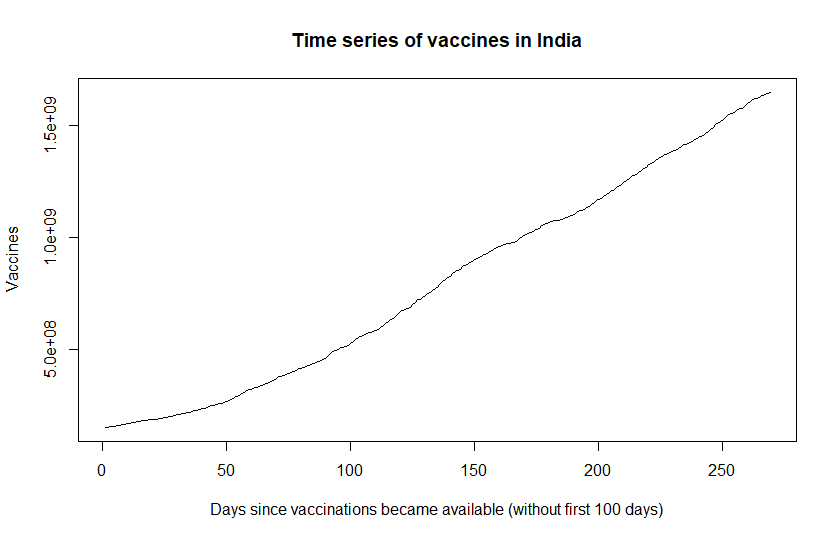 Time series of vaccines in India
1.5e+09
1.0e+09
5.0e+08
Vaccines
0 50 100 150 200 250
Days since vaccinations became available (without first 100 days)